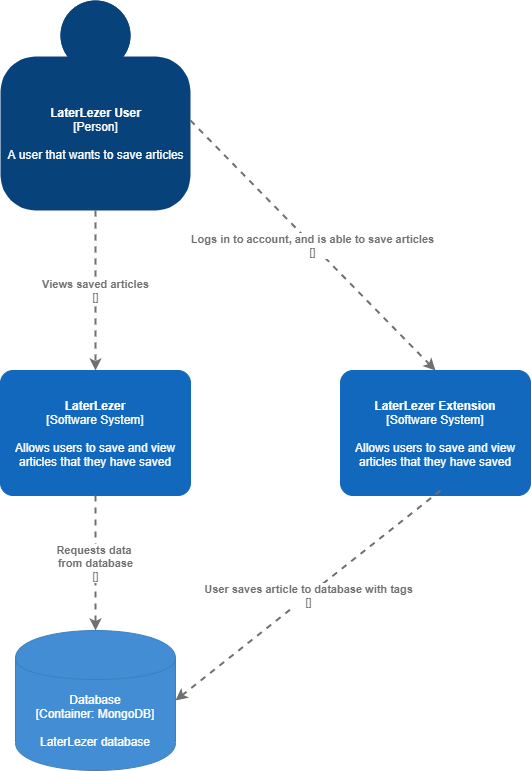 LaterLezer User
[Person]
A user that wants to save articles
Logs in to account, and is able to save articles
[]
Views saved articles
[]
LaterLezer
[Software System]
Allows users to save and view
articles that they have saved
LaterLezer Extension
[Software System]
Allows users to save and view
articles that they have saved
Requests data
from database
[]
User saves article to database with tags
[]
Database
[Container: MongoDB]
LaterLezer database